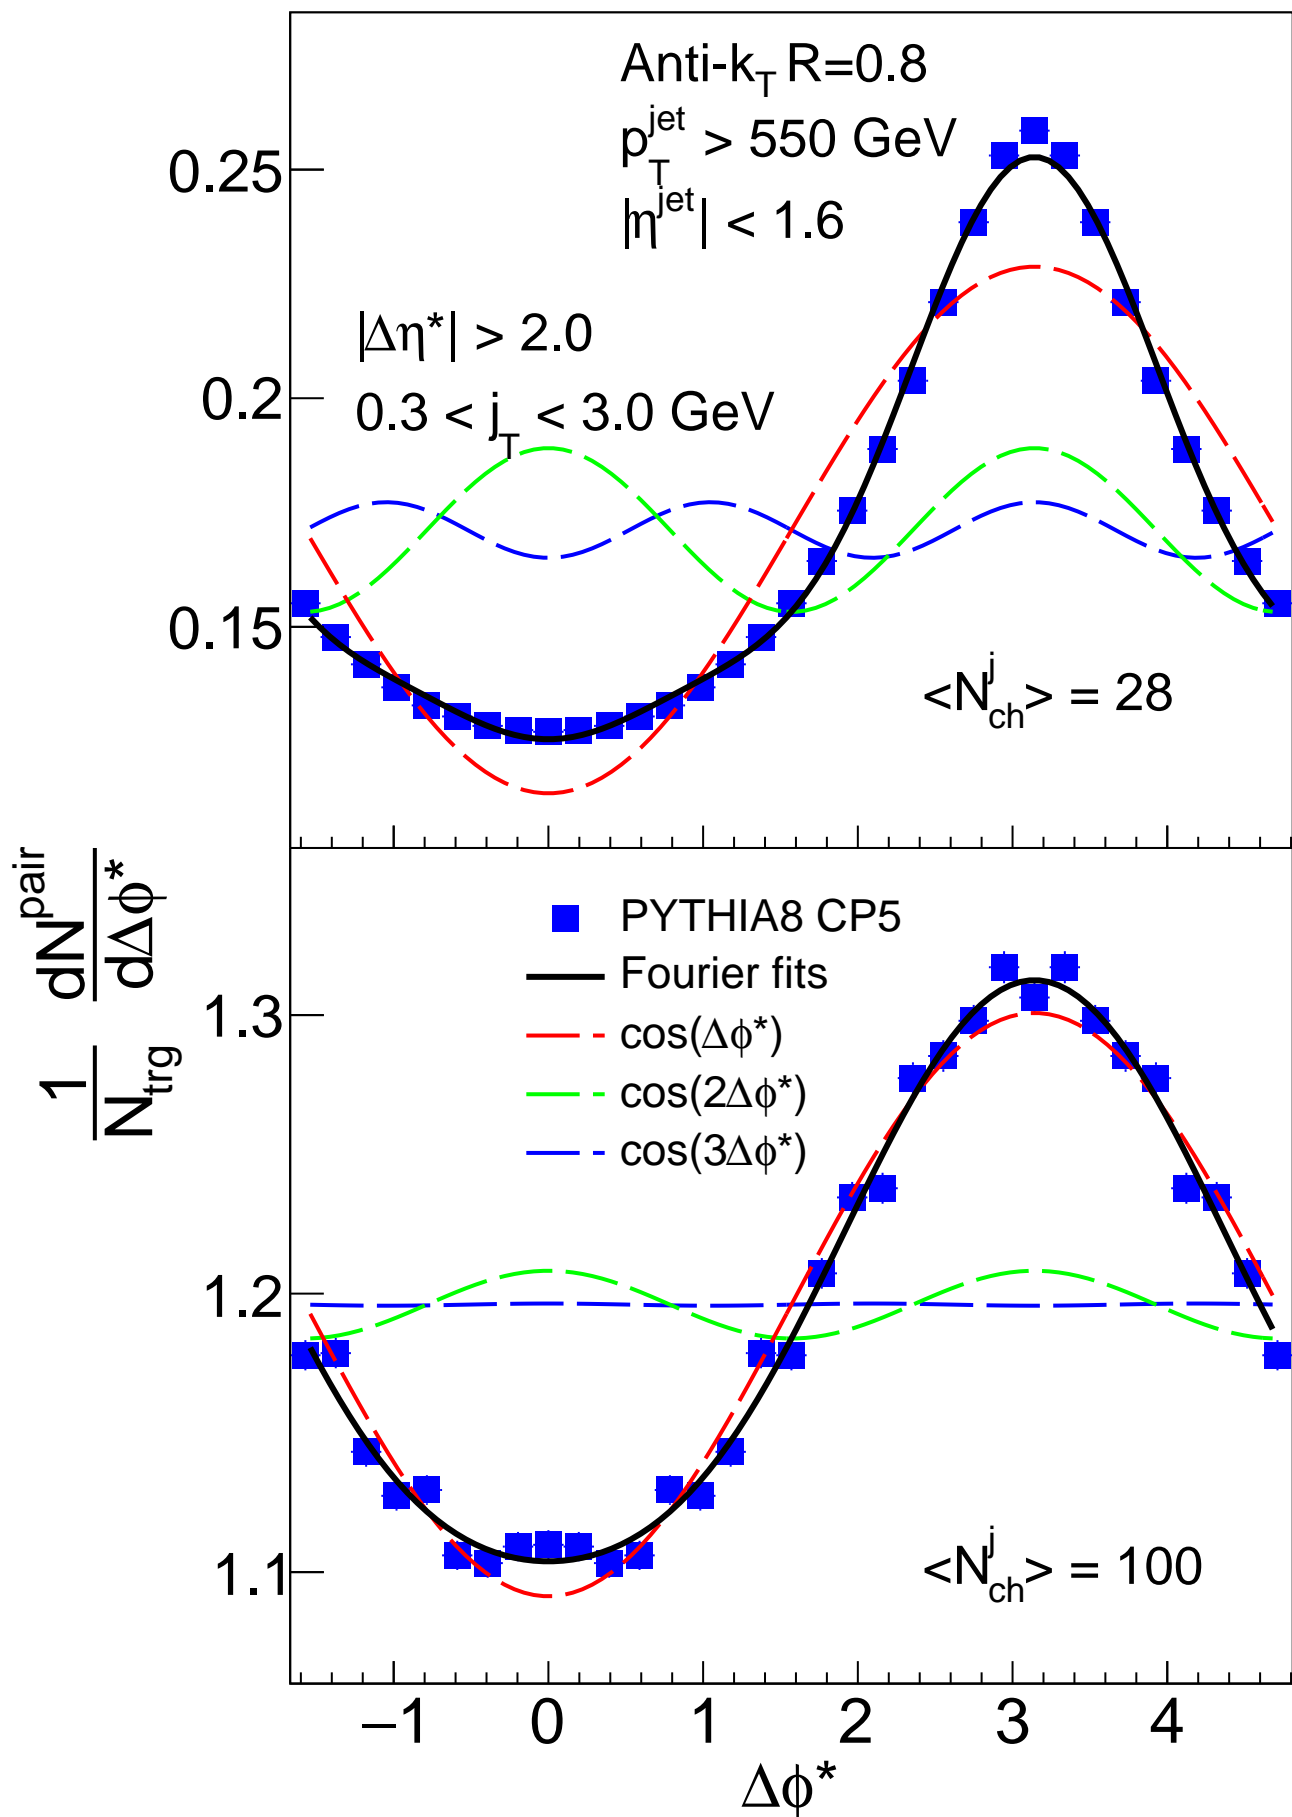 Anti-k_T R=0.8
p_T^jet > 550 GeV
|η^jet| < 1.6
|Δη*| > 2.0
0.3 < j_T < 3.0 GeV
<N_ch^j> = 28
0.25
0.2
0.15
1/N_trg dN^pair/dΔϕ*
PYTHIA8 CP5
Fourier fits
cos(Δϕ*)
cos(2Δϕ*)
cos(3Δϕ*)
<N_ch^j> = 100
1.3
1.2
1.1
−1 0 1 2 3 4
Δϕ*